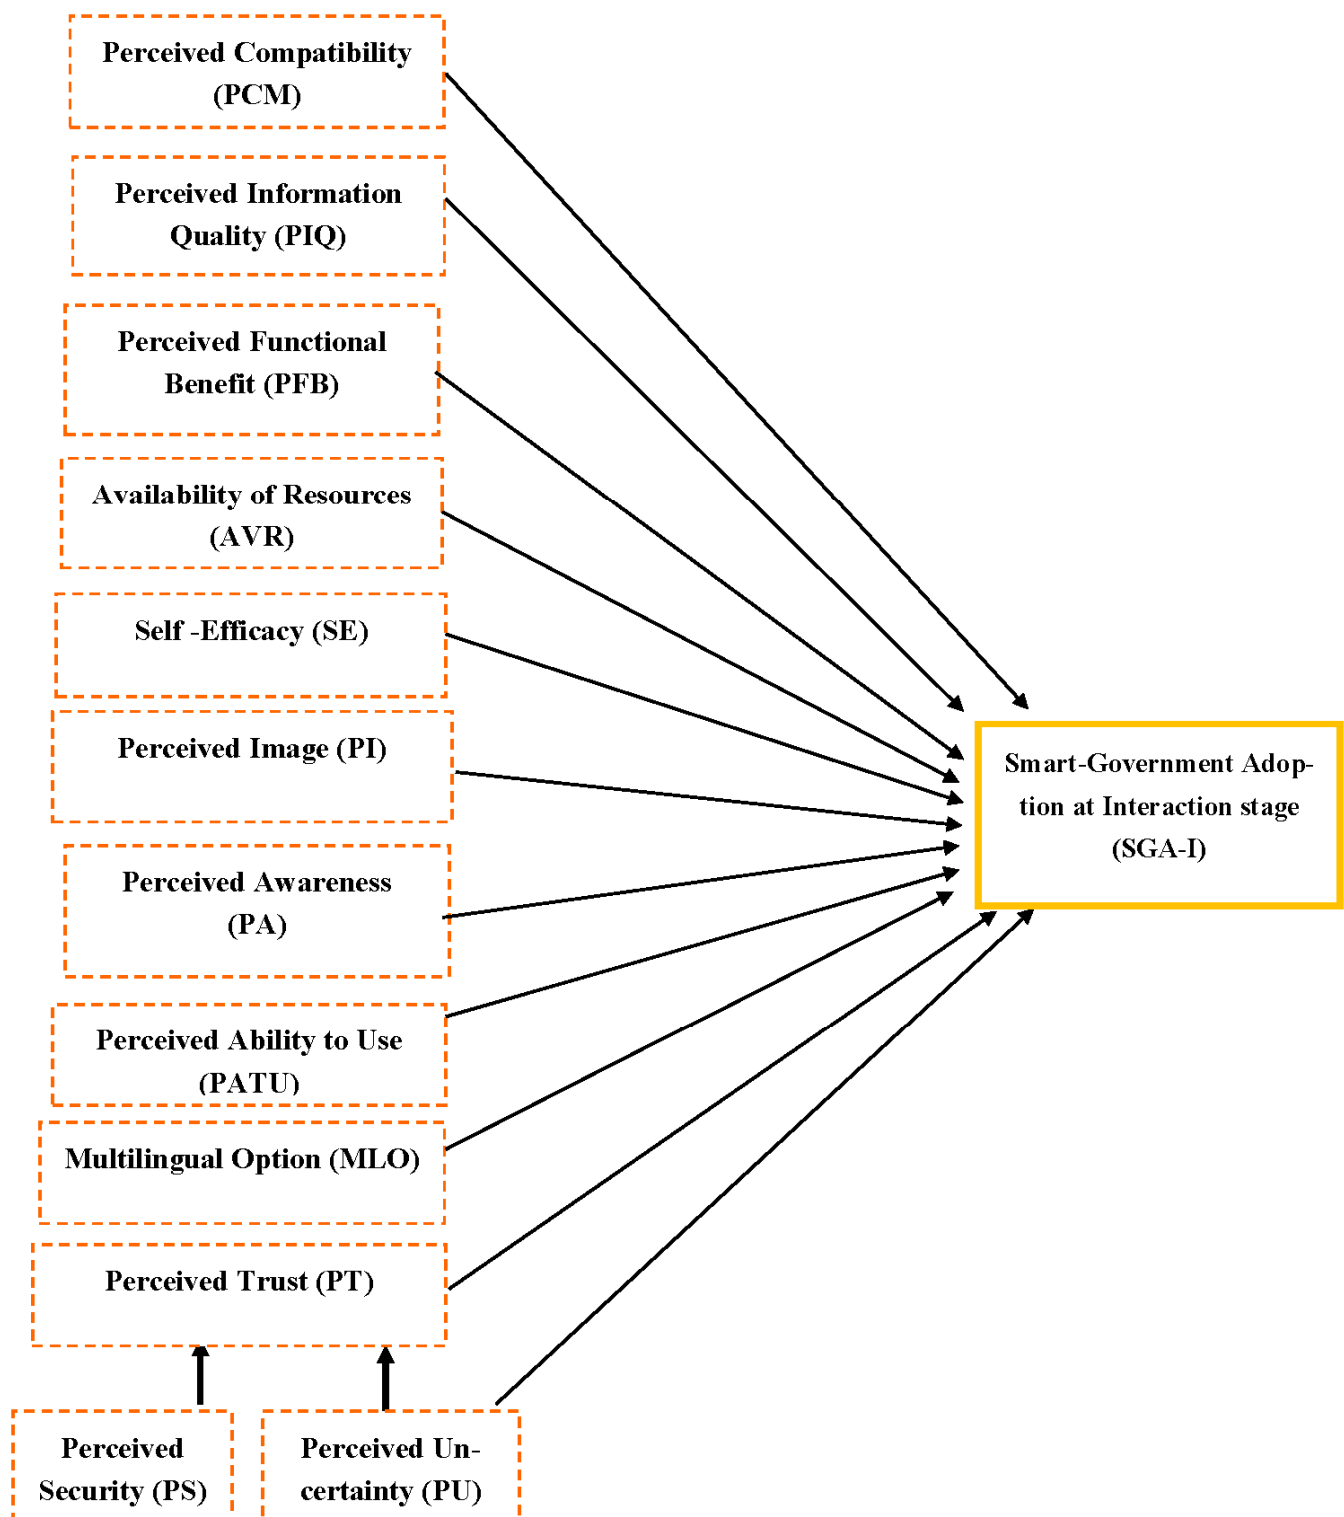 Perceived Compatibility
(PCM)
Perceived Information
Quality (PIQ)
Perceived Functional
Benefit (PFB)
Availability of Resources
(AVR)
Self -Efficacy (SE)
Perceived Image (PI)
Smart-Government Adop-
tion at Interaction stage
(SGA-I)
Perceived Awareness
(PA)
Perceived Ability to Use
(PATU)
Multilingual Option (MLO)
Perceived Trust (PT)
Perceived
Security (PS)
Perceived Un-
certainty (PU)